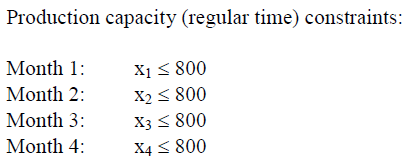 Production capacity (regular time) constraints:
Month 1: x₁ ≤ 800
Month 2: x₂ ≤ 800
Month 3: x₃ ≤ 800
Month 4: x₄ ≤ 800